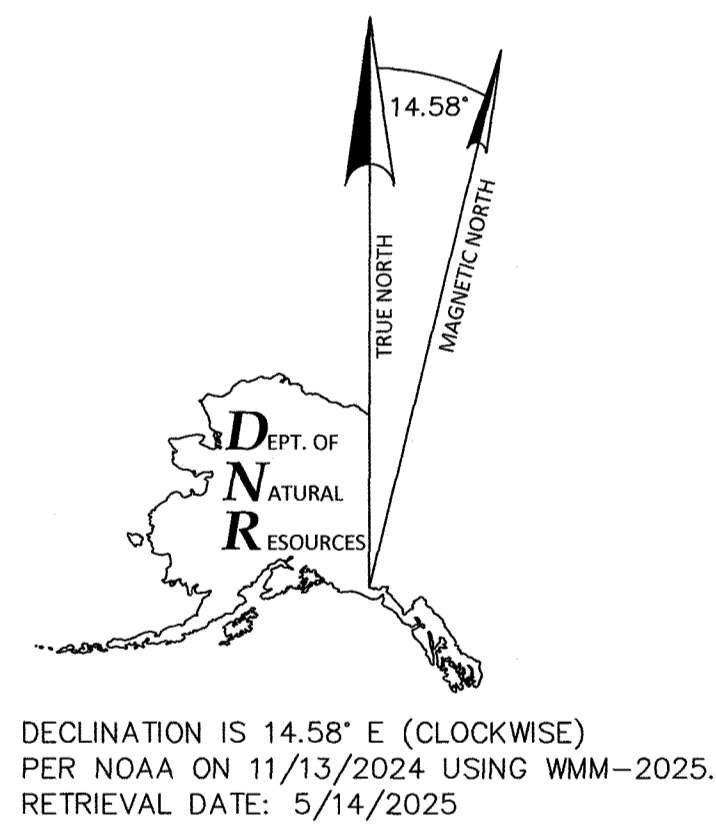 14.58°
TRUE NORTH
MAGNETIC NORTH
DEPT. OF
NATURAL
RESOURCES
DECLINATION IS 14.58° E (CLOCKWISE)
PER NOAA ON 11/13/2024 USING WMM-2025.
RETRIEVAL DATE: 5/14/2025